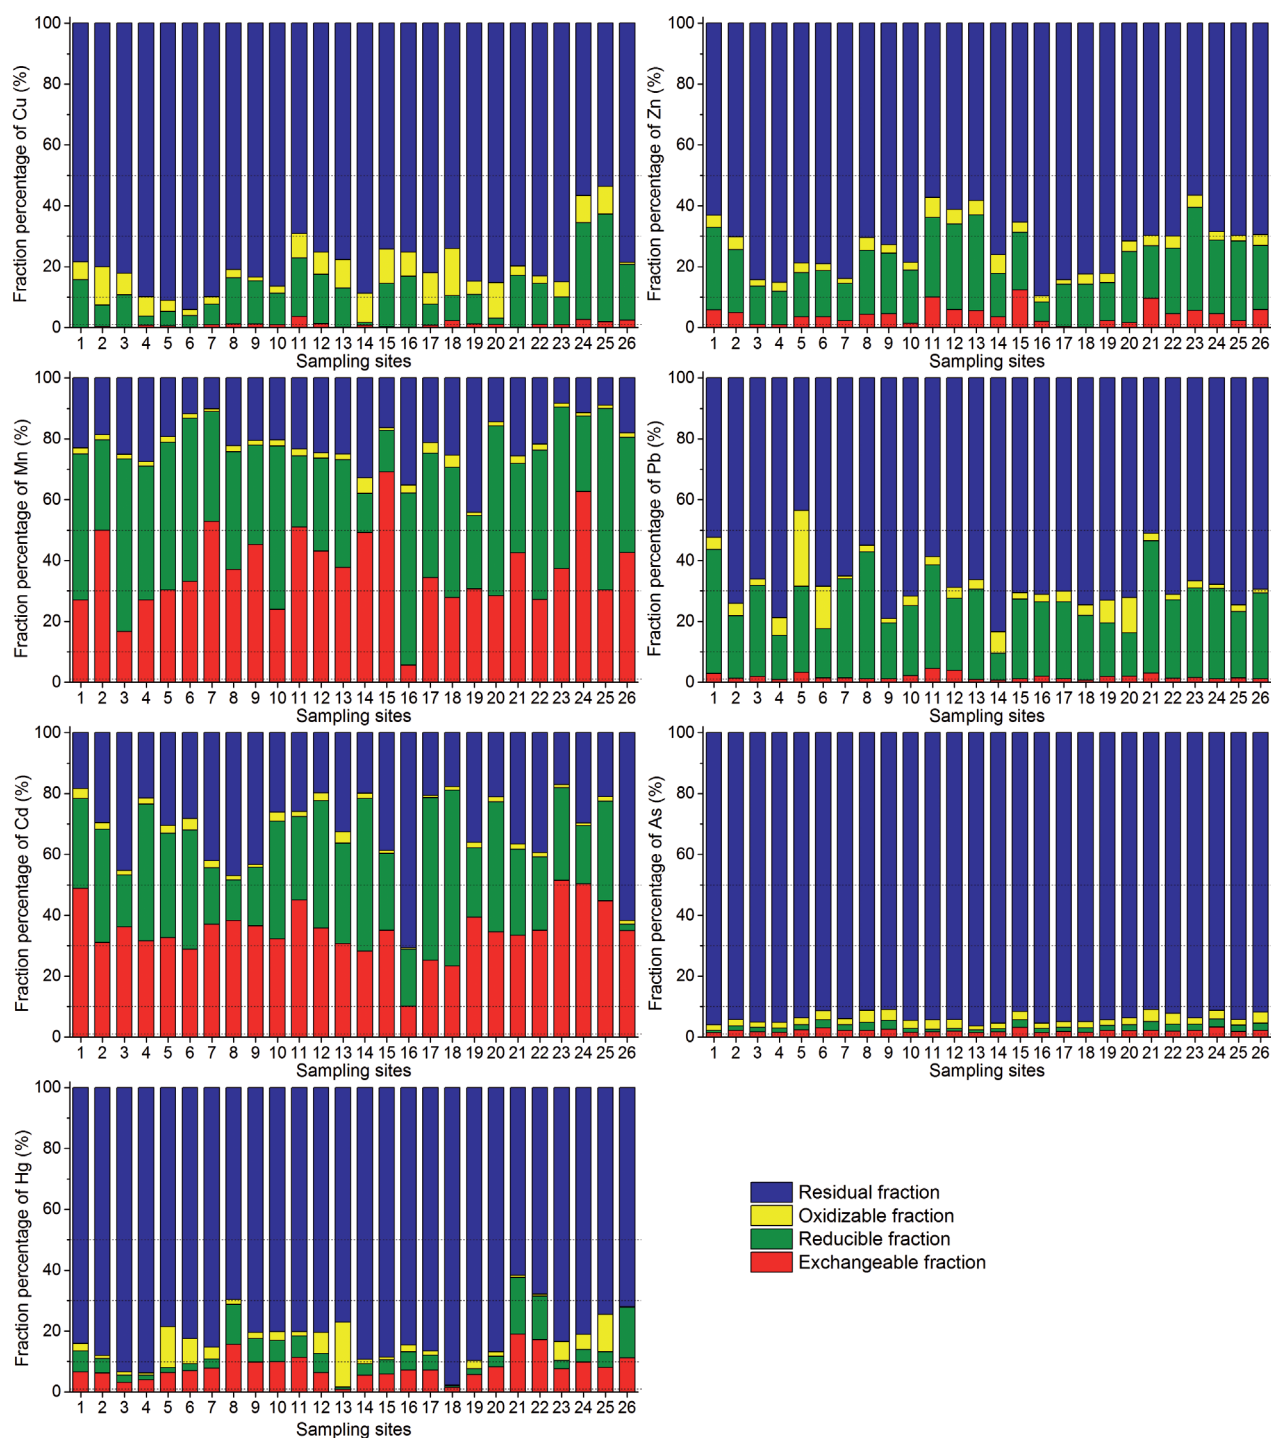 Fraction percentage of Cu (%)
100
80
60
40
20
0
1 2 3 4 5 6 7 8 9 10 11 12 13 14 15 16 17 18 19 20 21 22 23 24 25 26
Sampling sites
Fraction percentage of Zn (%)
100
80
60
40
20
0
1 2 3 4 5 6 7 8 9 10 11 12 13 14 15 16 17 18 19 20 21 22 23 24 25 26
Sampling sites
Fraction percentage of Mn (%)
100
80
60
40
20
0
1 2 3 4 5 6 7 8 9 10 11 12 13 14 15 16 17 18 19 20 21 22 23 24 25 26
Sampling sites
Fraction percentage of Pb (%)
100
80
60
40
20
0
1 2 3 4 5 6 7 8 9 10 11 12 13 14 15 16 17 18 19 20 21 22 23 24 25 26
Sampling sites
Fraction percentage of Cd (%)
100
80
60
40
20
0
1 2 3 4 5 6 7 8 9 10 11 12 13 14 15 16 17 18 19 20 21 22 23 24 25 26
Sampling sites
Fraction percentage of As (%)
100
80
60
40
20
0
1 2 3 4 5 6 7 8 9 10 11 12 13 14 15 16 17 18 19 20 21 22 23 24 25 26
Sampling sites
Fraction percentage of Hg (%)
100
80
60
40
20
0
1 2 3 4 5 6 7 8 9 10 11 12 13 14 15 16 17 18 19 20 21 22 23 24 25 26
Sampling sites
Residual fraction
Oxidizable fraction
Reducible fraction
Exchangeable fraction